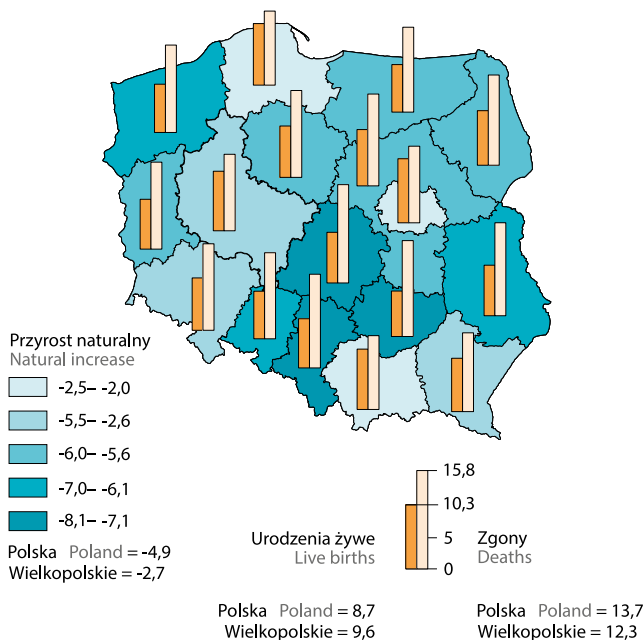 Przyrost naturalny
Natural increase
-2,5– -2,0
-5,5– -2,6
-6,0– -5,6
-7,0– -6,1
-8,1– -7,1
Polska Poland = -4,9
Wielkopolskie = -2,7
15,8
10,3
5
0
Urodzenia żywe
Live births
Zgony
Deaths
Polska Poland = 8,7
Wielkopolskie = 9,6
Polska Poland = 13,7
Wielkopolskie = 12,3